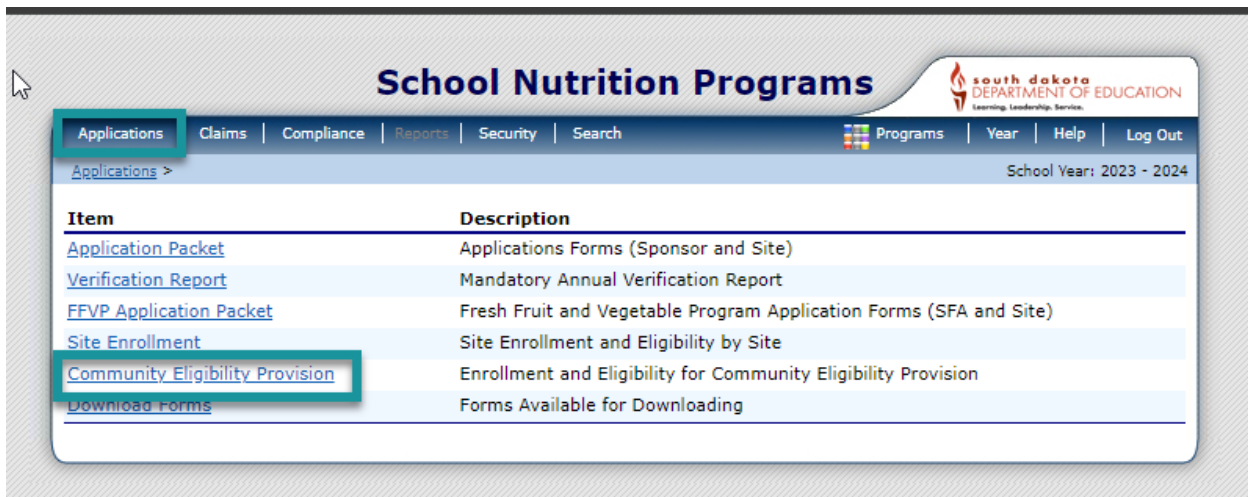 School Nutrition Programs
south dakota
DEPARTMENT OF EDUCATION
Learning. Leadership. Service.
Applications Claims | Compliance | Reports | Security | Search Programs | Year | Help | Log Out
Applications > School Year: 2023 - 2024
Item Description
Application Packet Applications Forms (Sponsor and Site)
Verification Report Mandatory Annual Verification Report
FFVP Application Packet Fresh Fruit and Vegetable Program Application Forms (SFA and Site)
Site Enrollment Site Enrollment and Eligibility by Site
Community Eligibility Provision Enrollment and Eligibility for Community Eligibility Provision
Download Forms Forms Available for Downloading